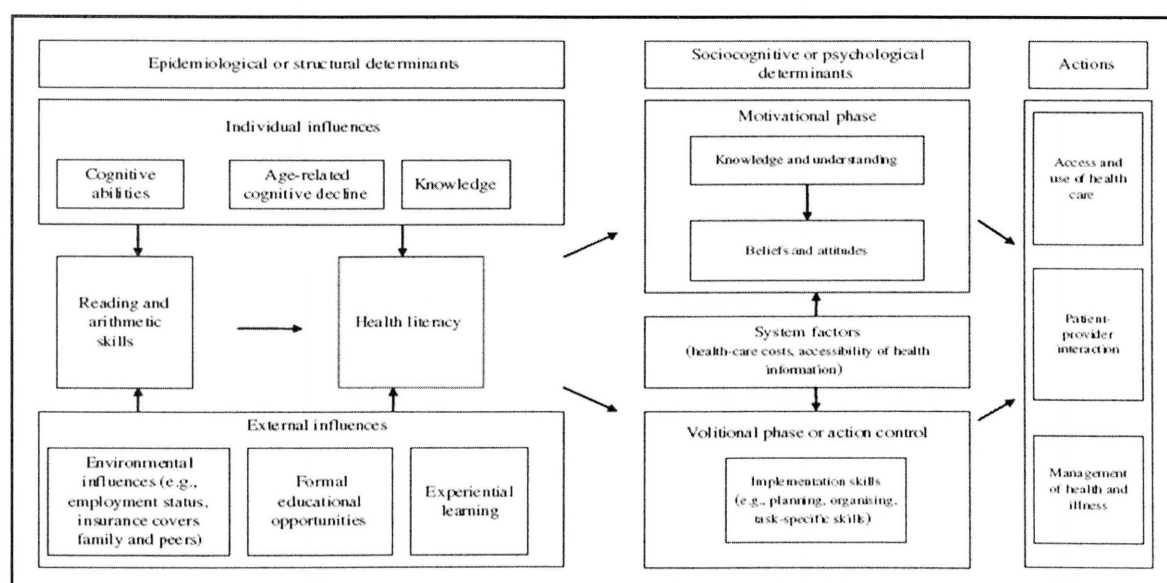 Epidemiological or structural determinants
Sociocognitive or psychological
determinants
Actions
Individual influences
Cognitive
abilities
Age-related
cognitive decline
Knowledge
Reading and
arithmetic
skills
Health literacy
External influences
Environmental
influences (e.g.,
employment status,
insurance covers
family and peers)
Formal
educational
opportunities
Experiential
learning
Motivational phase
Knowledge and understanding
Beliefs and attitudes
System factors
(health-care costs, accessibility of health
information)
Volitional phase or action control
Implementation skills
(e.g., planning, organising,
task-specific skills)
Access and
use of health
care
Patient-
provider
interaction
Management
of health and
illness